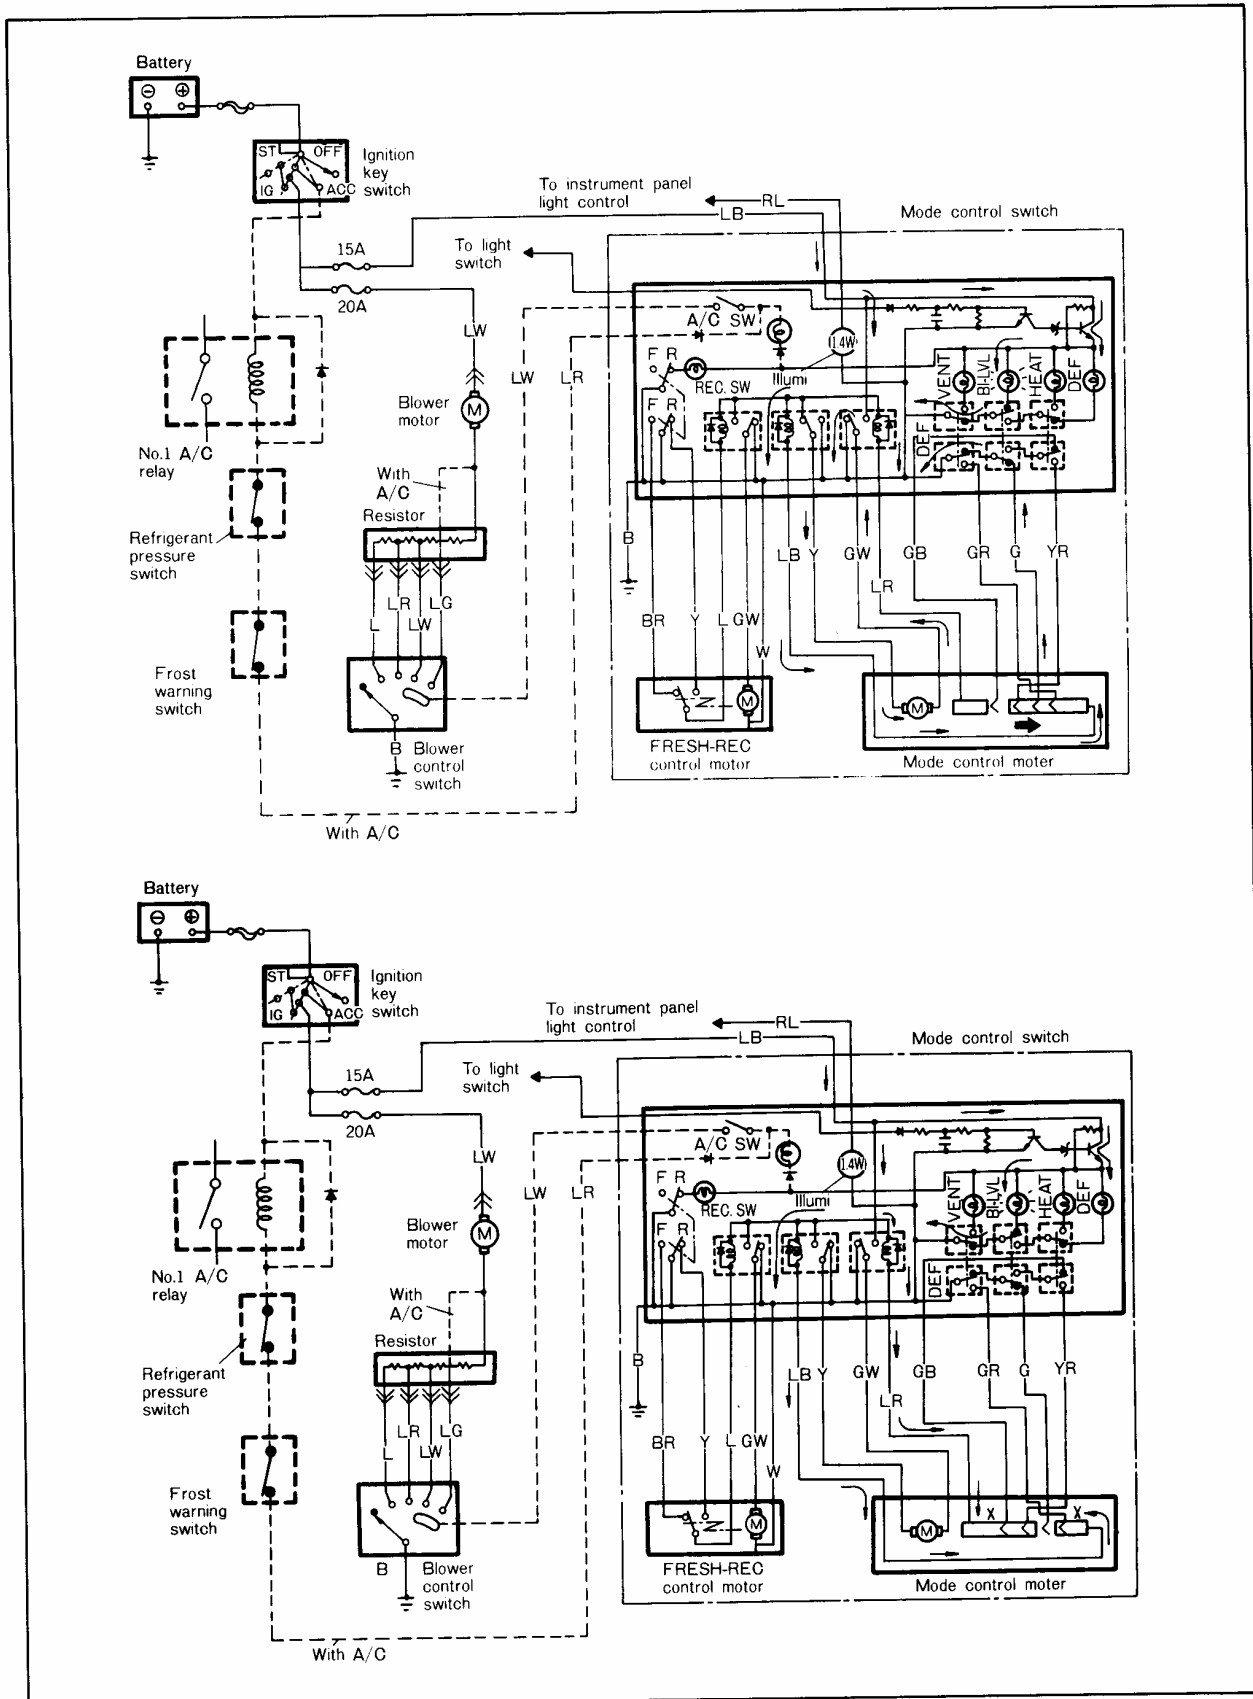 Battery
ST OFF
IG ACC
Ignition
key
switch
To instrument panel
light control
RL
LB
Mode control switch
15A
20A
To light
switch
LW
A/C SW
LW
LR
1.4W
Illumi
F R
REC. SW
F R
VENT
BI-LVL
HEAT
DEF
DEF
No.1 A/C
relay
Blower
motor
M
With
A/C
Resistor
Refrigerant
pressure
switch
L
LR
LW
LG
B
BR
Y
L
GW
W
LB
Y
GW
LR
GB
GR
G
YR
Frost
warning
switch
B
Blower
control
switch
M
FRESH-REC
control motor
M
Mode control moter
With A/C
Battery
ST OFF
IG ACC
Ignition
key
switch
To instrument panel
light control
RL
LB
Mode control switch
15A
20A
To light
switch
LW
A/C SW
LW
LR
1.4W
Illumi
F R
REC. SW
F R
VENT
BI-LVL
HEAT
DEF
DEF
No.1 A/C
relay
Blower
motor
M
With
A/C
Resistor
Refrigerant
pressure
switch
L
LR
LW
LG
B
BR
Y
L
GW
W
LB
Y
GW
LR
GB
GR
G
YR
Frost
warning
switch
B
Blower
control
switch
M
FRESH-REC
control motor
M
X
X
Mode control moter
With A/C